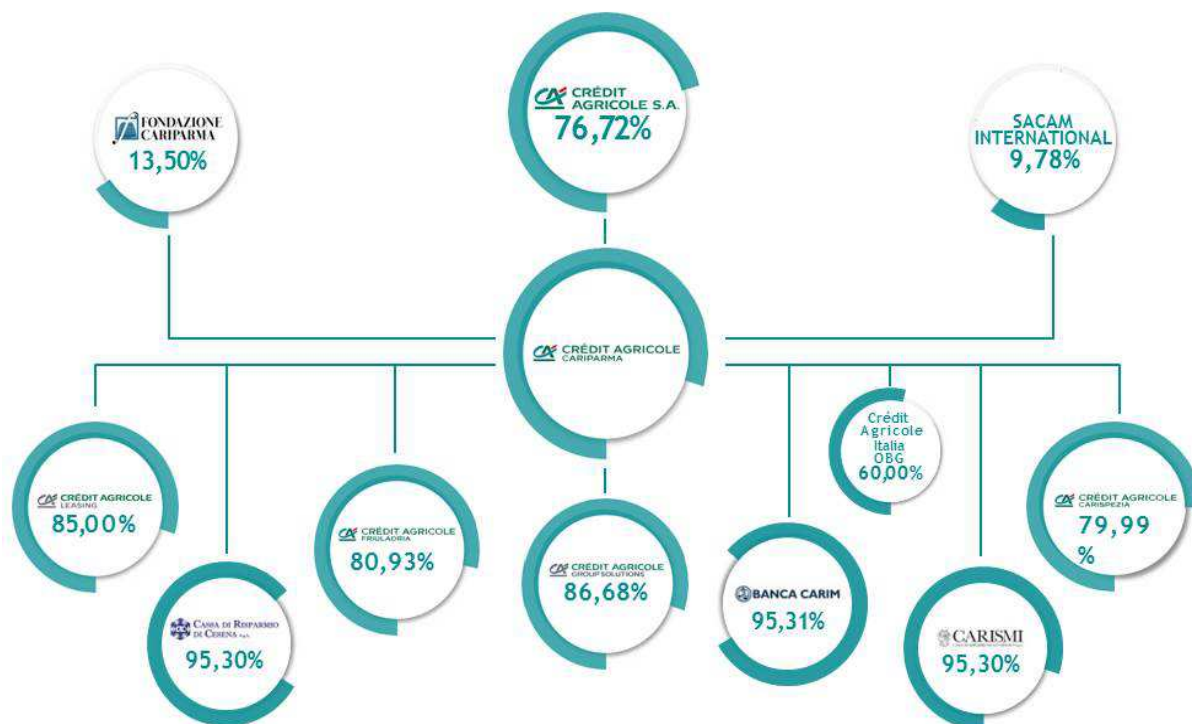 CRÉDIT
AGRICOLE S.A.
76,72%
FONDAZIONE
CARIPARMA
13,50%
SACAM
INTERNATIONAL
9,78%
CRÉDIT AGRICOLE
CARIPARMA
CRÉDIT AGRICOLE
LEASING
85,00%
CASSA DI RISPARMIO
DI CESENA S.p.A.
95,30%
CRÉDIT AGRICOLE
FRIULADRIA
80,93%
CRÉDIT AGRICOLE
GROUP SOLUTIONS
86,68%
BANCA CARIM
95,31%
Crédit
Agricole
Italia
OBG
60,00%
CARISMI
95,30%
CRÉDIT AGRICOLE
CARISPEZIA
79,99
%